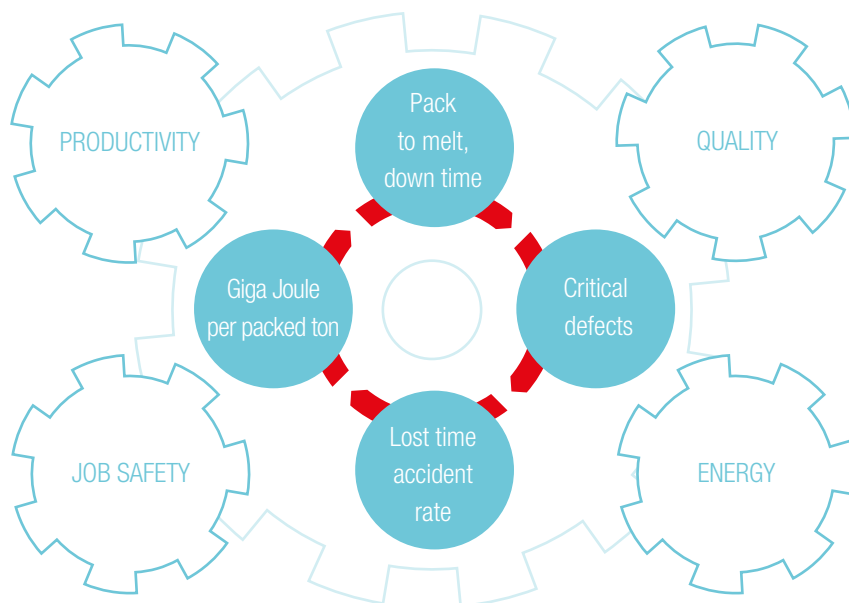 Pack
to melt,
down time
PRODUCTIVITY
QUALITY
Giga Joule
per packed ton
Critical
defects
Lost time
accident
rate
JOB SAFETY
ENERGY